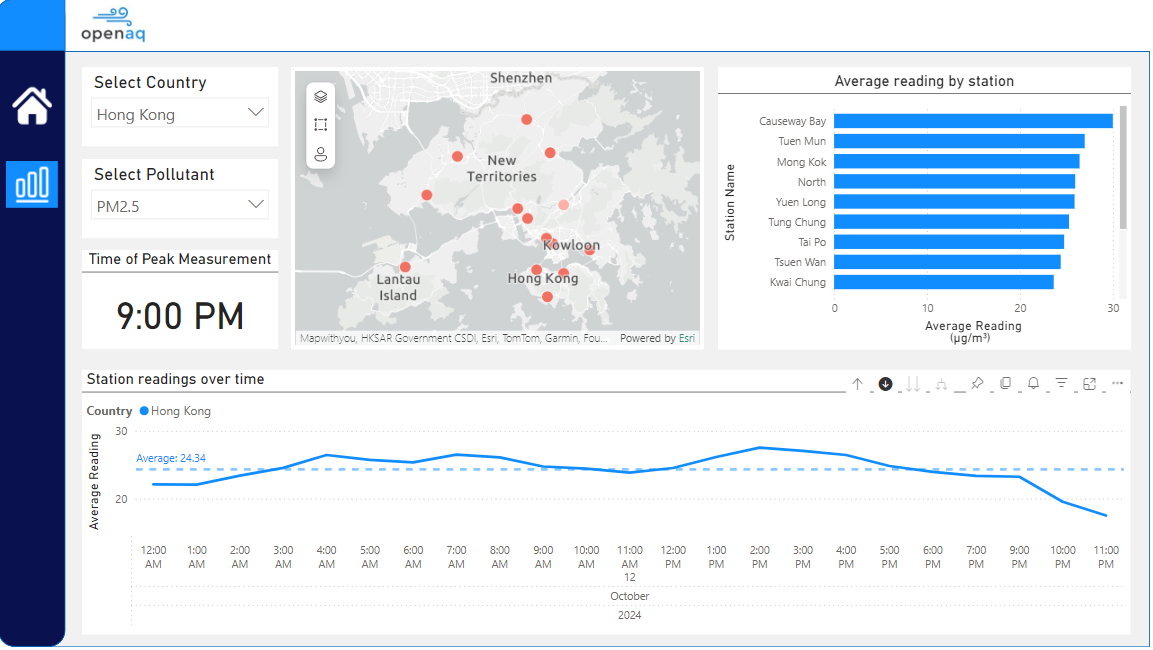 openaq
Select Country
Hong Kong
Select Pollutant
PM2.5
Time of Peak Measurement
9:00 PM
Shenzhen
New
Territories
Kowloon
Hong Kong
Lantau
Island
Mapwithyou, HKSAR Government CSDI, Esri, TomTom, Garmin, Fou...
Powered by Esri
Average reading by station
Station Name
Causeway Bay
Tuen Mun
Mong Kok
North
Yuen Long
Tung Chung
Tai Po
Tsuen Wan
Kwai Chung
0 10 20 30
Average Reading
(µg/m³)
Station readings over time
Country Hong Kong
Average Reading
30
Average: 24.34
20
12:00 1:00 2:00 3:00 4:00 5:00 6:00 7:00 8:00 9:00 10:00 11:00 12:00 1:00 2:00 3:00 4:00 5:00 6:00 7:00 9:00 10:00 11:00
AM AM AM AM AM AM AM AM AM AM AM AM PM PM PM PM PM PM PM PM PM PM PM
12
October
2024